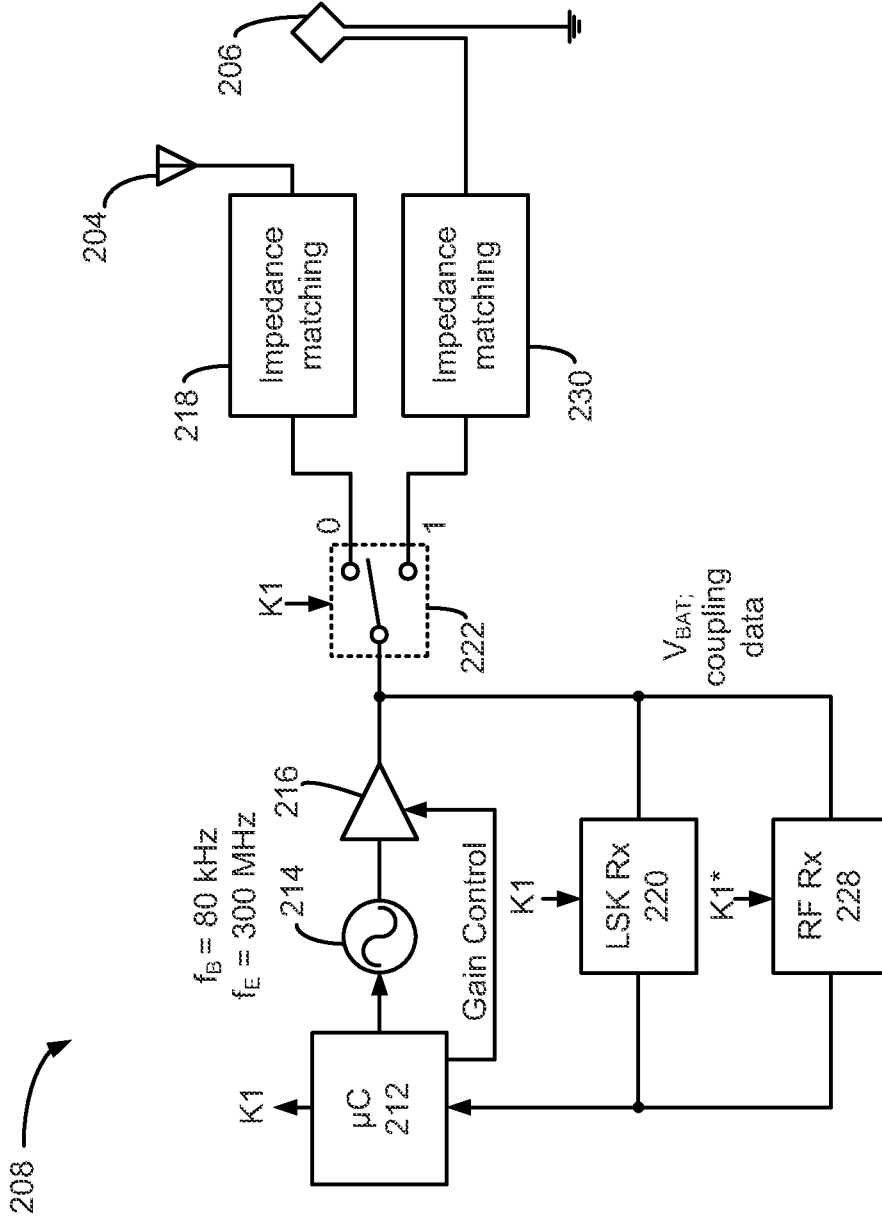 208
K1
µC
212
f_B = 80 kHz
f_E = 300 MHz
214
216
Gain Control
K1
LSK Rx
220
K1*
RF Rx
228
V_BAT;
coupling
data
K1
222
0
1
218
Impedance
matching
204
Impedance
matching
230
206